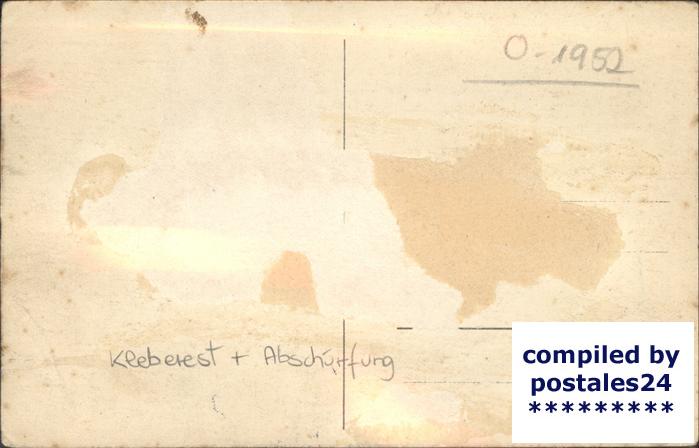 O-1952
Kleberest + Abschürfung
compiled by
postales24
*********